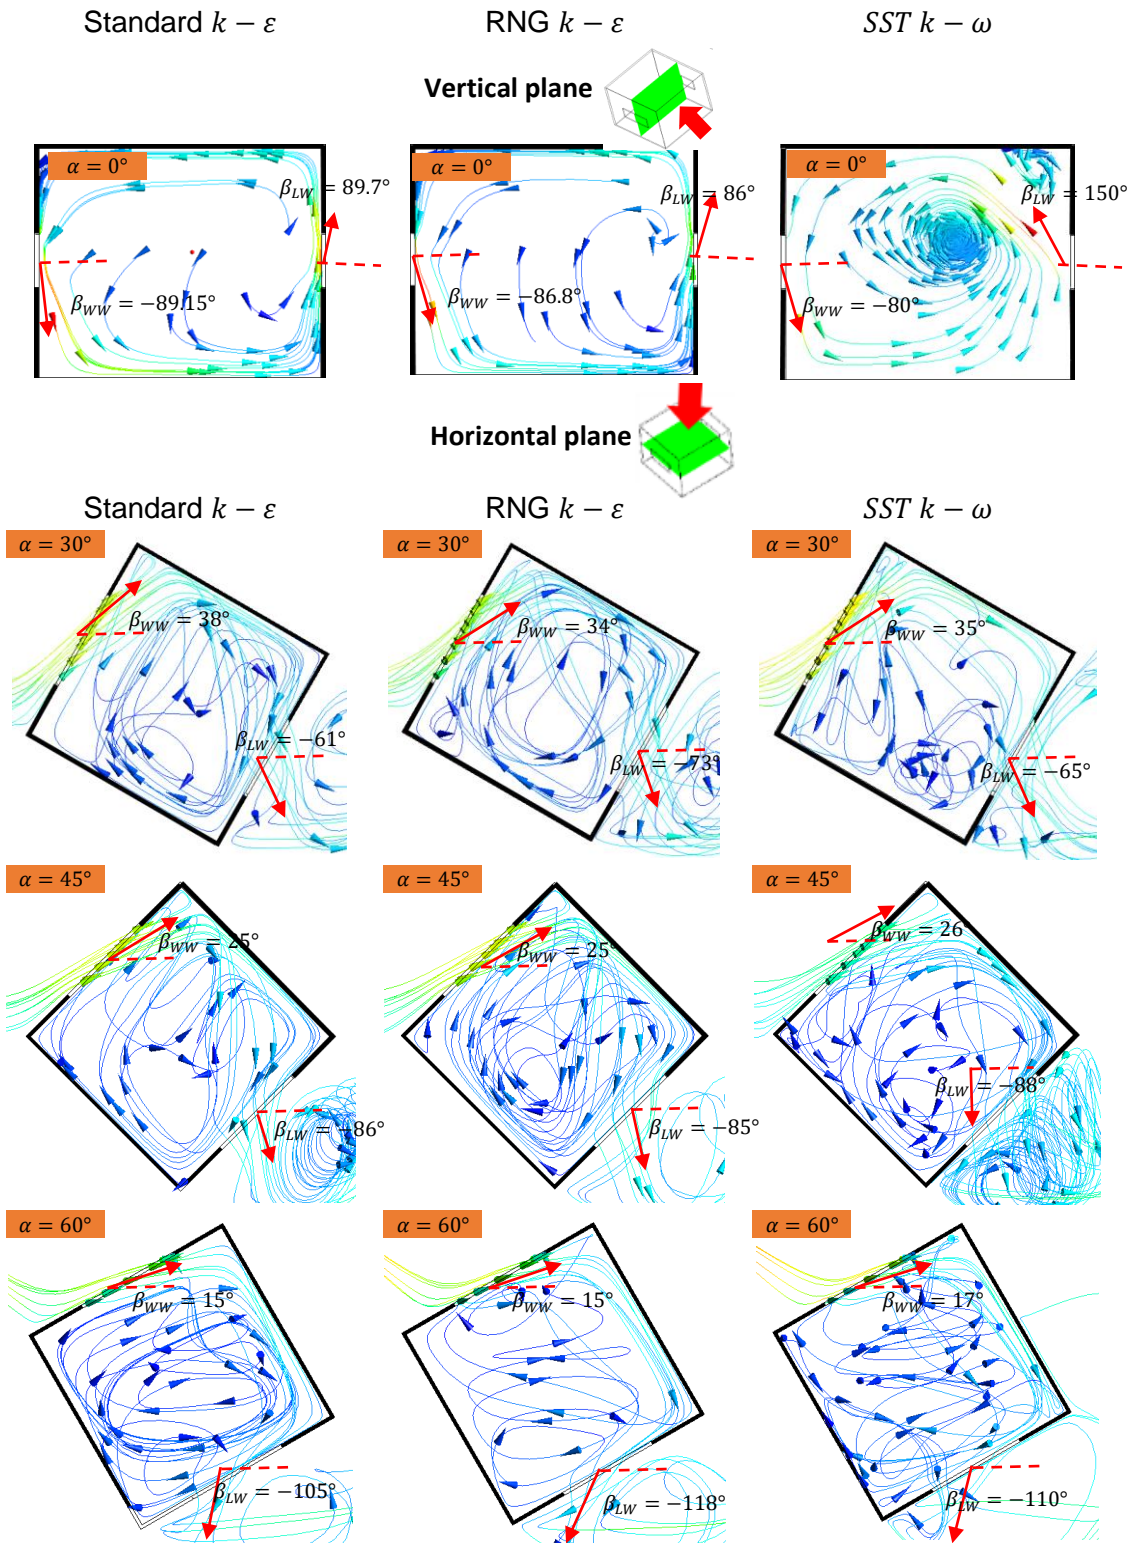 Standard k − ε RNG k − ε SST k − ω
Vertical plane
α = 0° α = 0° α = 0°
β_LW = 89.7° β_LW = 86° β_LW = 150°
β_WW = −89.15° β_WW = −86.8° β_WW = −80°
Horizontal plane
Standard k − ε RNG k − ε SST k − ω
α = 30° α = 30° α = 30°
β_WW = 38° β_WW = 34° β_WW = 35°
β_LW = −61° β_LW = −73° β_LW = −65°
α = 45° α = 45° α = 45°
β_WW = 25° β_WW = 25° β_WW = 26°
β_LW = −86° β_LW = −85° β_LW = −88°
α = 60° α = 60° α = 60°
β_WW = 15° β_WW = 15° β_WW = 17°
β_LW = −105° β_LW = −118° β_LW = −110°